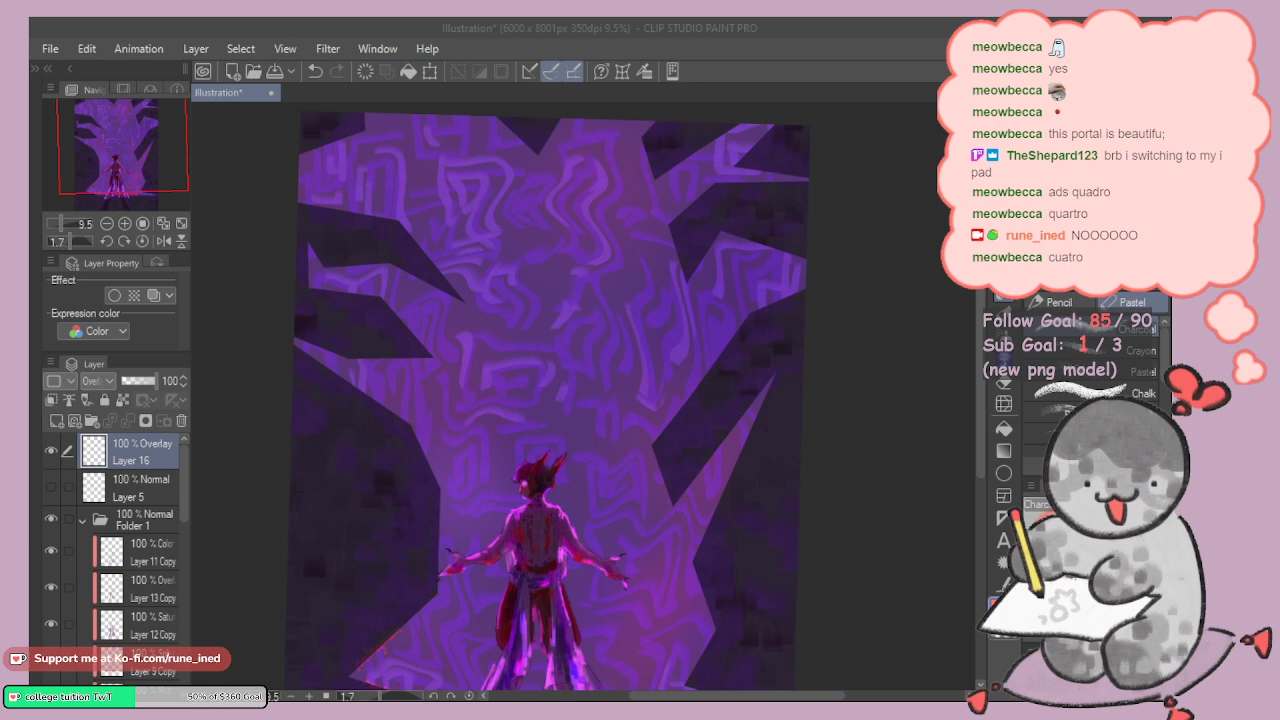 Illustration* (6000 x 8001px 350dpi 9.5%) - CLIP STUDIO PAINT PRO
File Edit Animation Layer Select View Filter Window Help
Illustration*
9.5
1.7
Layer Property
Effect
Expression color
Color
Layer
100
100 % Overlay
Layer 16
100 % Normal
Layer 5
100 % Normal
Folder 1
Layer 11 Copy
Layer 13 Copy
Layer 12 Copy
Support me at Ko-fi.com/rune_ined
college tuition TwT 50% of $360 Goal
1.7
meowbecca
meowbecca yes
meowbecca
meowbecca
meowbecca this portal is beautifu;
TheShepard123 brb i switching to my i
pad
meowbecca ads quadro
meowbecca quartro
rune_ined NOOOOOO
meowbecca cuatro
Pencil Pastel
Follow Goal: 85 / 90
Charcoal
Sub Goal: 1 / 3
Crayon
(new png model)
Pastel
Chalk